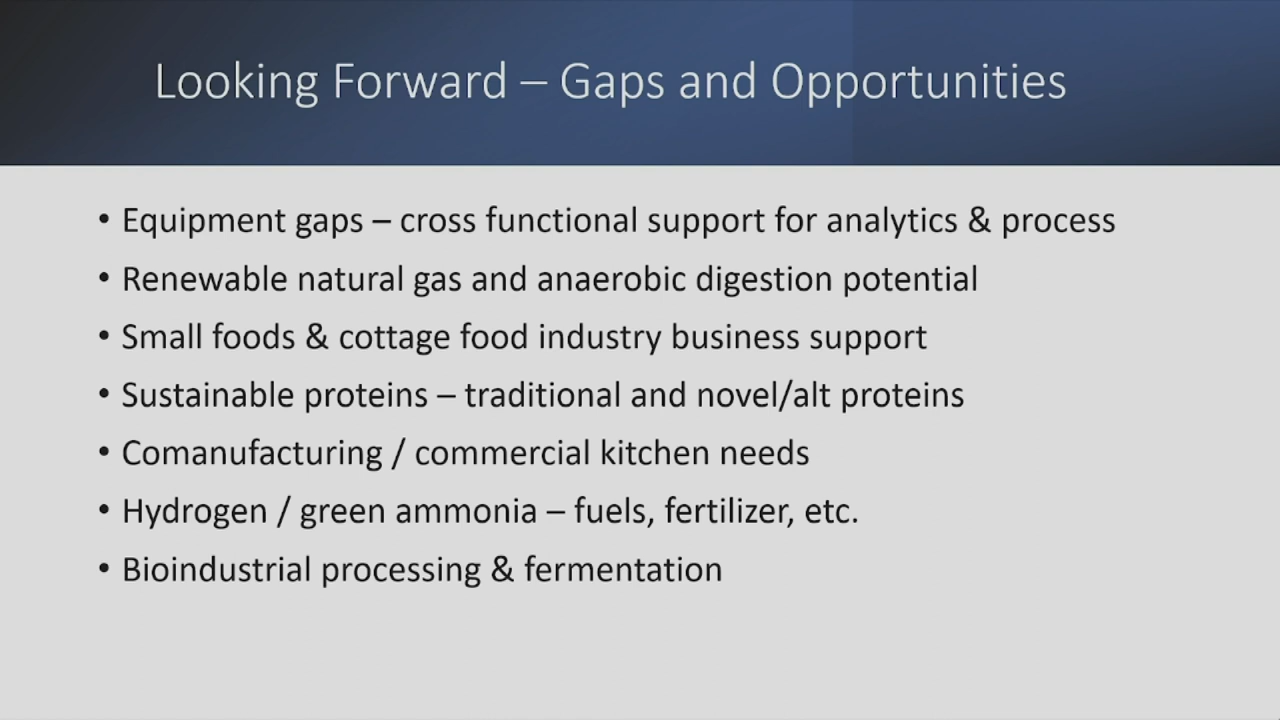 Looking Forward – Gaps and Opportunities
• Equipment gaps – cross functional support for analytics & process
• Renewable natural gas and anaerobic digestion potential
• Small foods & cottage food industry business support
• Sustainable proteins – traditional and novel/alt proteins
• Comanufacturing / commercial kitchen needs
• Hydrogen / green ammonia – fuels, fertilizer, etc.
• Bioindustrial processing & fermentation